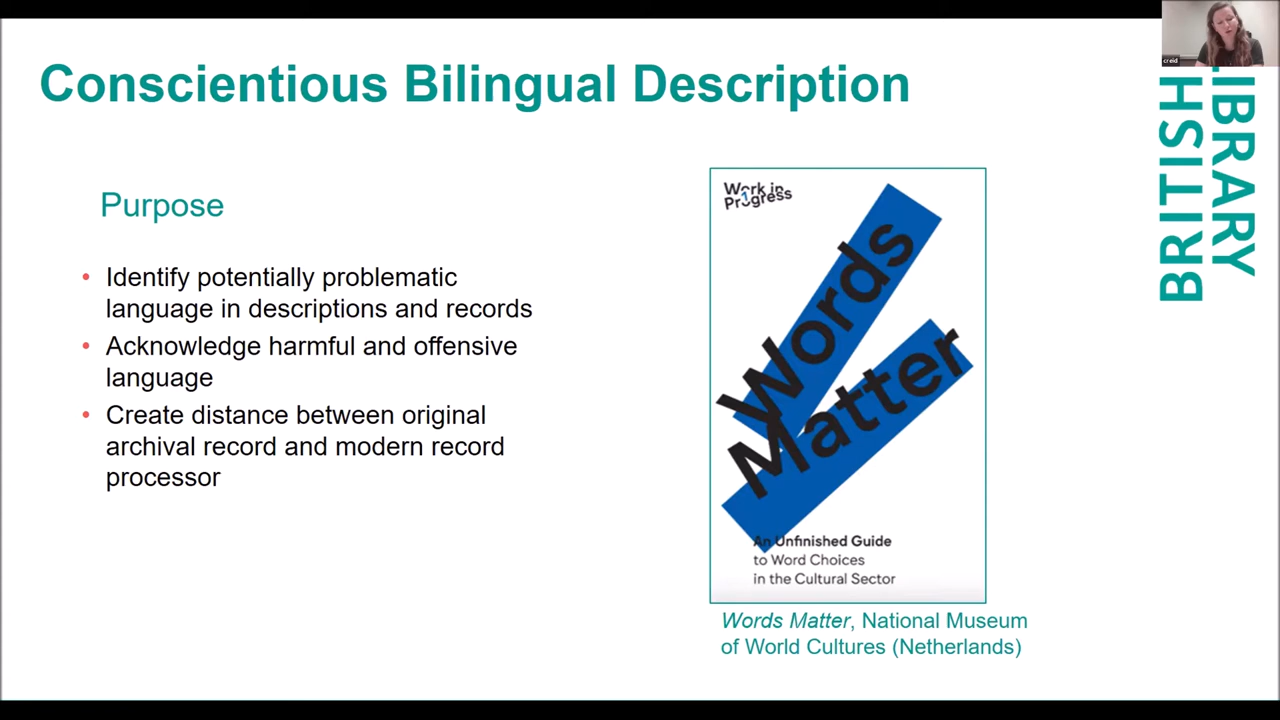 Conscientious Bilingual Description
BRITISH
LIBRARY
creid
Purpose
• Identify potentially problematic
language in descriptions and records
• Acknowledge harmful and offensive
language
• Create distance between original
archival record and modern record
processor
Work in
Progress
Words
Matter
An Unfinished Guide
to Word Choices
in the Cultural Sector
Words Matter, National Museum
of World Cultures (Netherlands)